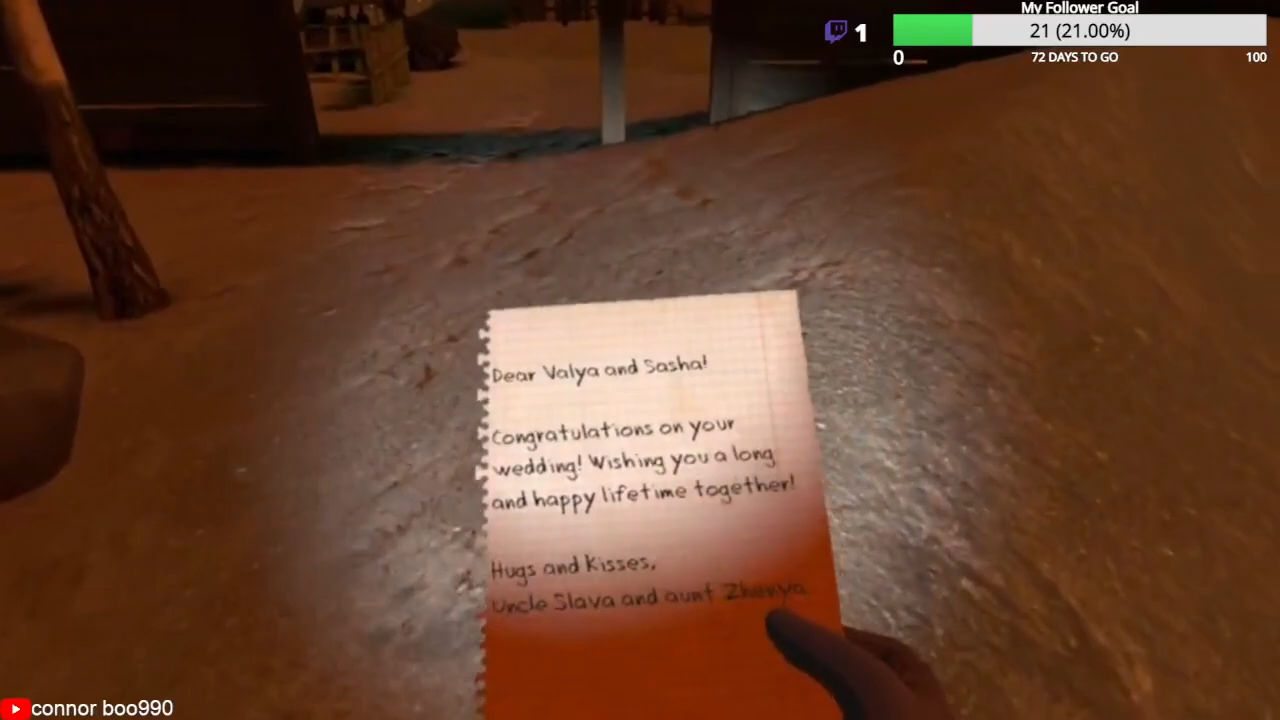 My Follower Goal
1
21 (21.00%)
0
72 DAYS TO GO
100
Dear Valya and Sasha!
Congratulations on your
wedding! Wishing you a long
and happy lifetime together!
Hugs and Kisses,
Uncle Slava and aunt Zhenya
connor boo990